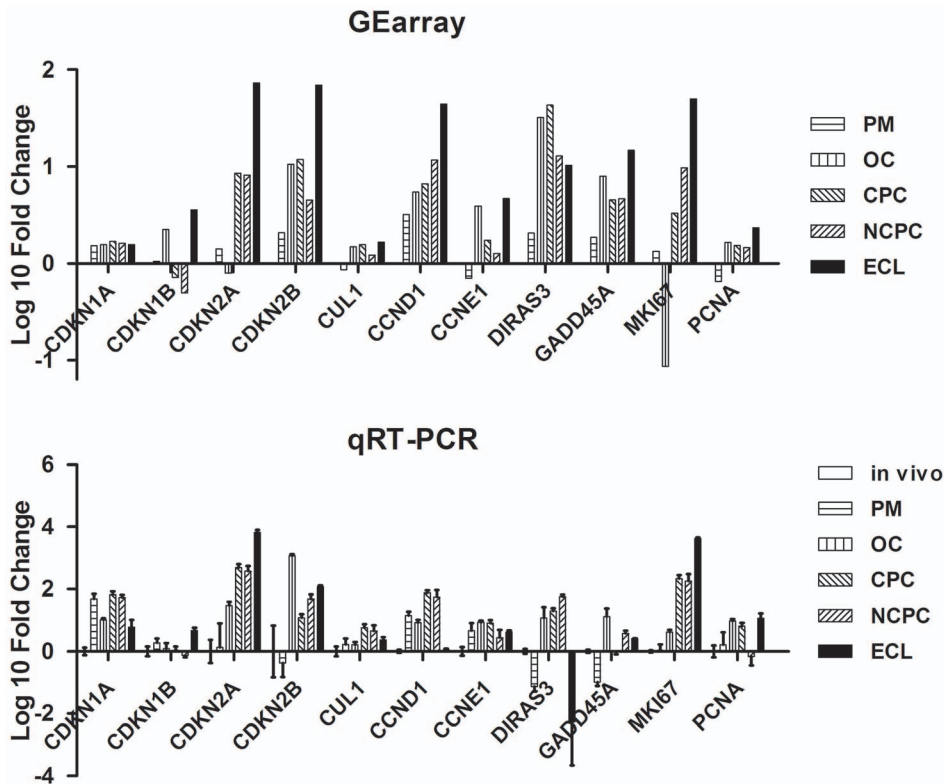 GEarray
Log 10 Fold Change
2
1
0
-1
CDKN1A
CDKN1B
CDKN2A
CDKN2B
CUL1
CCND1
CCNE1
DIRAS3
GADD45A
MKI67
PCNA
PM
OC
CPC
NCPC
ECL
qRT-PCR
Log 10 Fold Change
6
4
2
0
-2
-4
CDKN1A
CDKN1B
CDKN2A
CDKN2B
CUL1
CCND1
CCNE1
DIRAS3
GADD45A
MKI67
PCNA
in vivo
PM
OC
CPC
NCPC
ECL